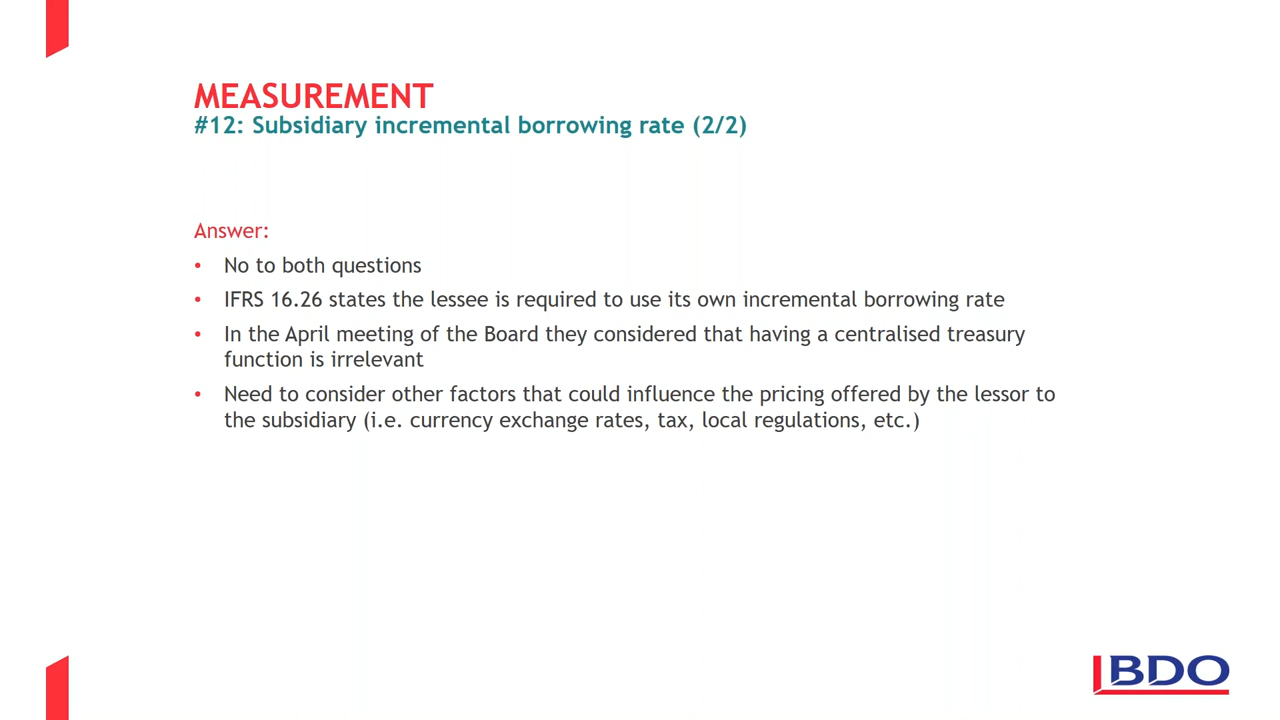 MEASUREMENT
#12: Subsidiary incremental borrowing rate (2/2)
Answer:
• No to both questions
• IFRS 16.26 states the lessee is required to use its own incremental borrowing rate
• In the April meeting of the Board they considered that having a centralised treasury
function is irrelevant
• Need to consider other factors that could influence the pricing offered by the lessor to
the subsidiary (i.e. currency exchange rates, tax, local regulations, etc.)
BDO